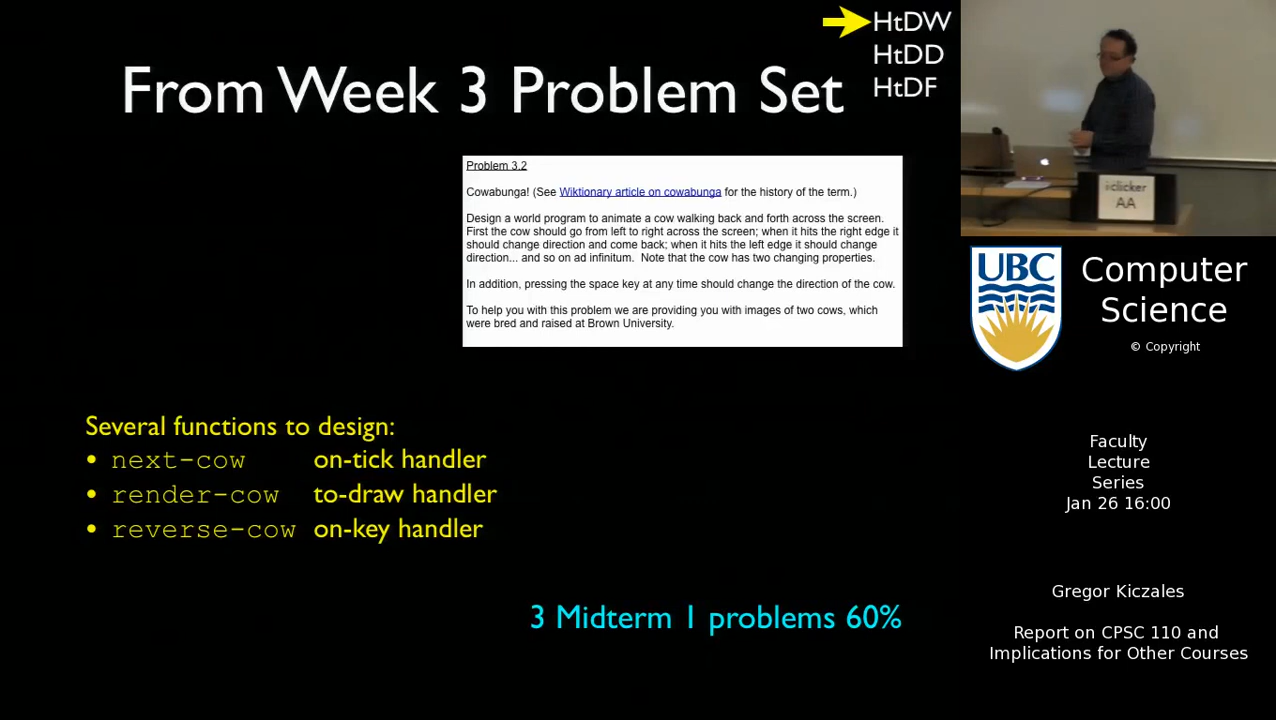 HtDW
HtDD
HtDF
From Week 3 Problem Set
Problem 3.2
Cowabunga! (See Wiktionary article on cowabunga for the history of the term.)
Design a world program to animate a cow walking back and forth across the screen.
First the cow should go from left to right across the screen; when it hits the right edge it
should change direction and come back; when it hits the left edge it should change
direction... and so on ad infinitum.  Note that the cow has two changing properties.
In addition, pressing the space key at any time should change the direction of the cow.
To help you with this problem we are providing you with images of two cows, which
were bred and raised at Brown University.
Several functions to design:
• next-cow on-tick handler
• render-cow to-draw handler
• reverse-cow on-key handler
3 Midterm 1 problems 60%
iclicker
AA
UBC
Computer
Science
© Copyright
Faculty
Lecture
Series
Jan 26 16:00
Gregor Kiczales
Report on CPSC 110 and
Implications for Other Courses